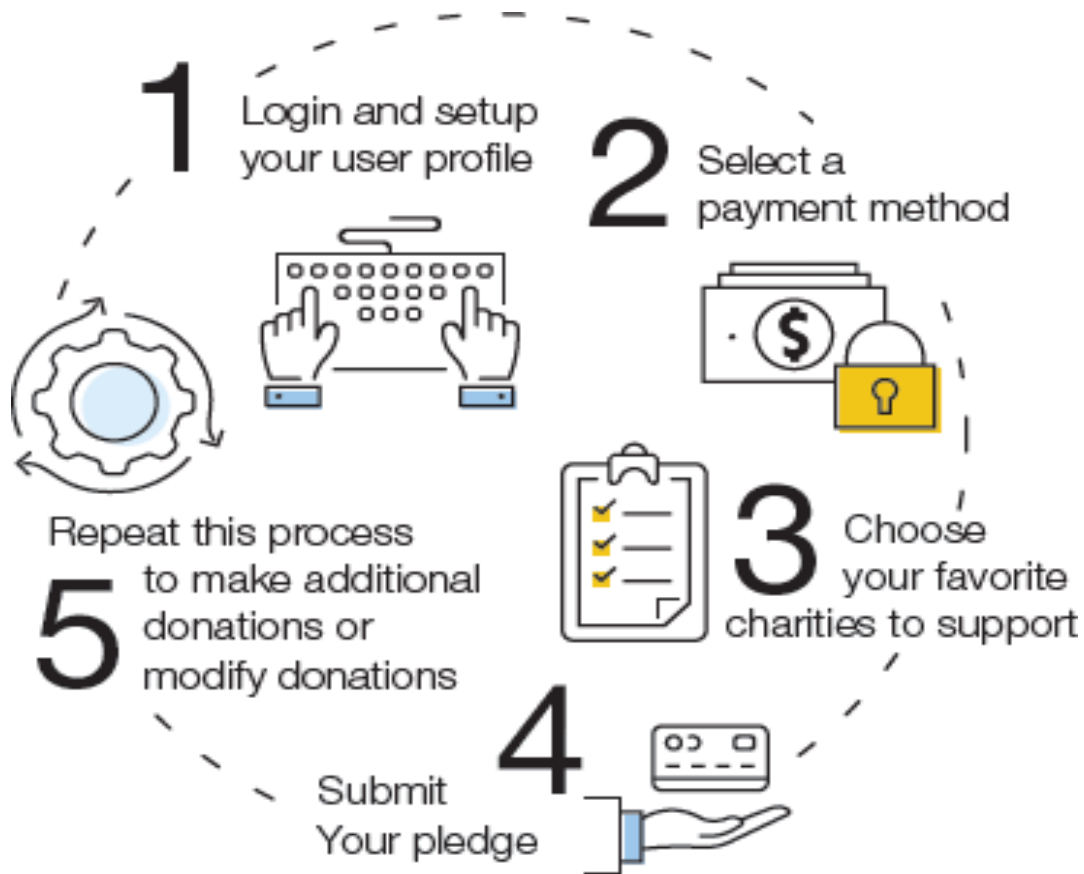 1
Login and setup
your user profile
2
Select a
payment method
$
3
Choose
your favorite
charities to support
4
Submit
Your pledge
5
Repeat this process
to make additional
donations or
modify donations